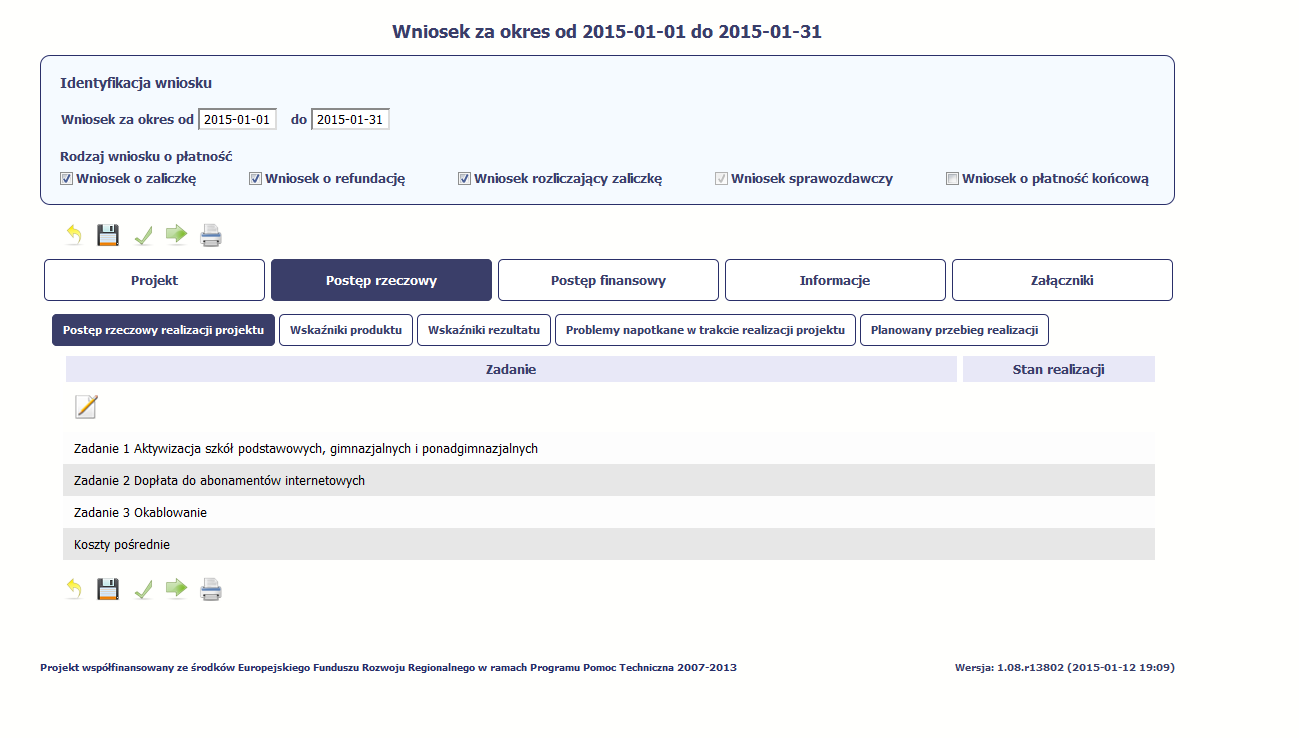 Wniosek za okres od 2015-01-01 do 2015-01-31
Identyfikacja wniosku
Wniosek za okres od 2015-01-01 do 2015-01-31
Rodzaj wniosku o płatność
Wniosek o zaliczkę Wniosek o refundację Wniosek rozliczający zaliczkę Wniosek sprawozdawczy Wniosek o płatność końcową
Projekt Postęp rzeczowy Postęp finansowy Informacje Załączniki
Postęp rzeczowy realizacji projektu Wskaźniki produktu Wskaźniki rezultatu Problemy napotkane w trakcie realizacji projektu Planowany przebieg realizacji
Zadanie Stan realizacji
Zadanie 1 Aktywizacja szkół podstawowych, gimnazjalnych i ponadgimnazjalnych
Zadanie 2 Dopłata do abonamentów internetowych
Zadanie 3 Okablowanie
Koszty pośrednie
Projekt współfinansowany ze środków Europejskiego Funduszu Rozwoju Regionalnego w ramach Programu Pomoc Techniczna 2007-2013 Wersja: 1.08.r13802 (2015-01-12 19:09)